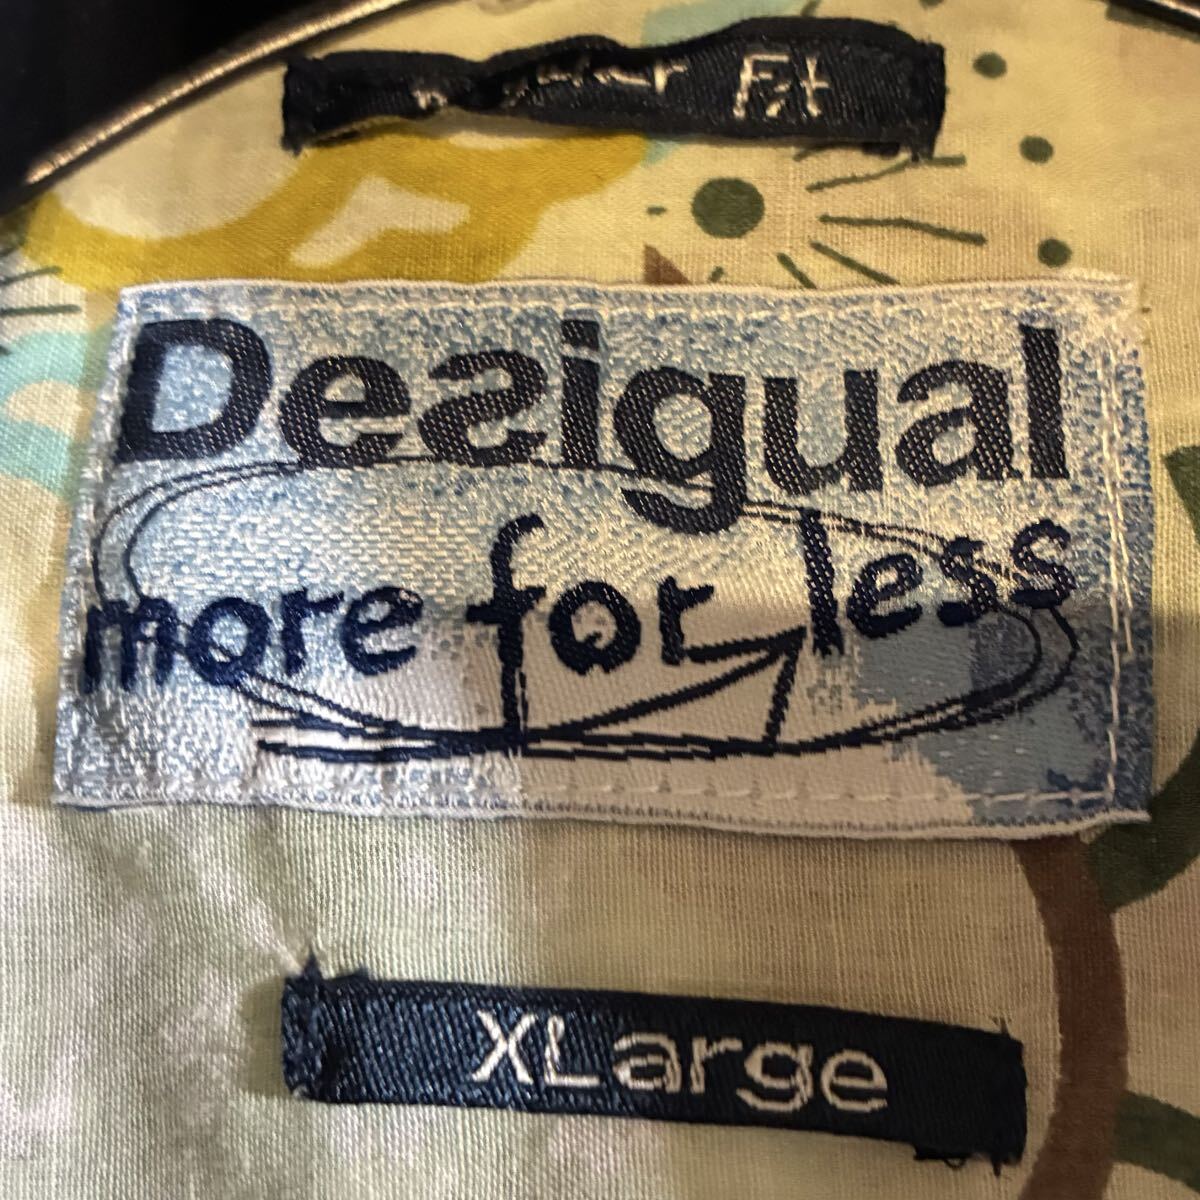 Fit
Desigual
more for less
XLarge